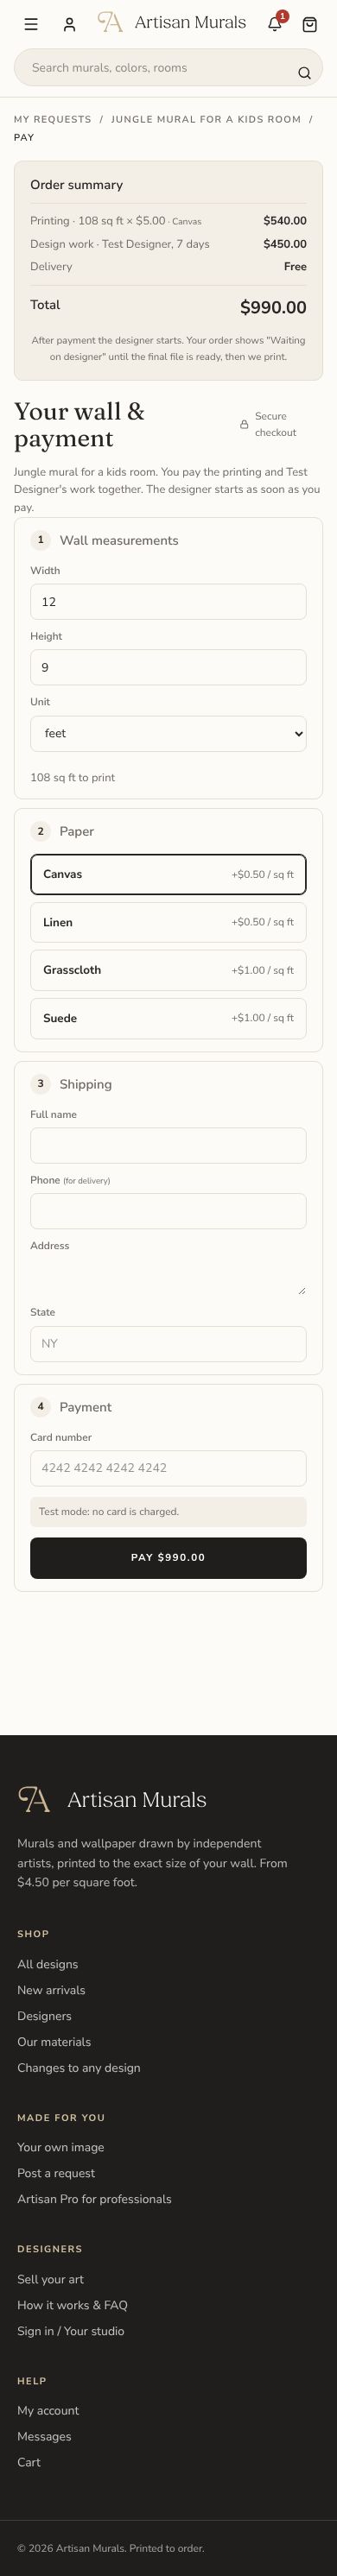 Artisan Murals
1
Search murals, colors, rooms
MY REQUESTS / JUNGLE MURAL FOR A KIDS ROOM /
PAY
Order summary
Printing · 108 sq ft × $5.00 · Canvas $540.00
Design work · Test Designer, 7 days $450.00
Delivery Free
Total $990.00
After payment the designer starts. Your order shows "Waiting
on designer" until the final file is ready, then we print.
Your wall &
payment
Secure
checkout
Jungle mural for a kids room. You pay the printing and Test
Designer's work together. The designer starts as soon as you
pay.
1 Wall measurements
Width
12
Height
9
Unit
feet
108 sq ft to print
2 Paper
Canvas +$0.50 / sq ft
Linen +$0.50 / sq ft
Grasscloth +$1.00 / sq ft
Suede +$1.00 / sq ft
3 Shipping
Full name
Phone (for delivery)
Address
State
NY
4 Payment
Card number
4242 4242 4242 4242
Test mode: no card is charged.
PAY $990.00
Artisan Murals
Murals and wallpaper drawn by independent
artists, printed to the exact size of your wall. From
$4.50 per square foot.
SHOP
All designs
New arrivals
Designers
Our materials
Changes to any design
MADE FOR YOU
Your own image
Post a request
Artisan Pro for professionals
DESIGNERS
Sell your art
How it works & FAQ
Sign in / Your studio
HELP
My account
Messages
Cart
© 2026 Artisan Murals. Printed to order.